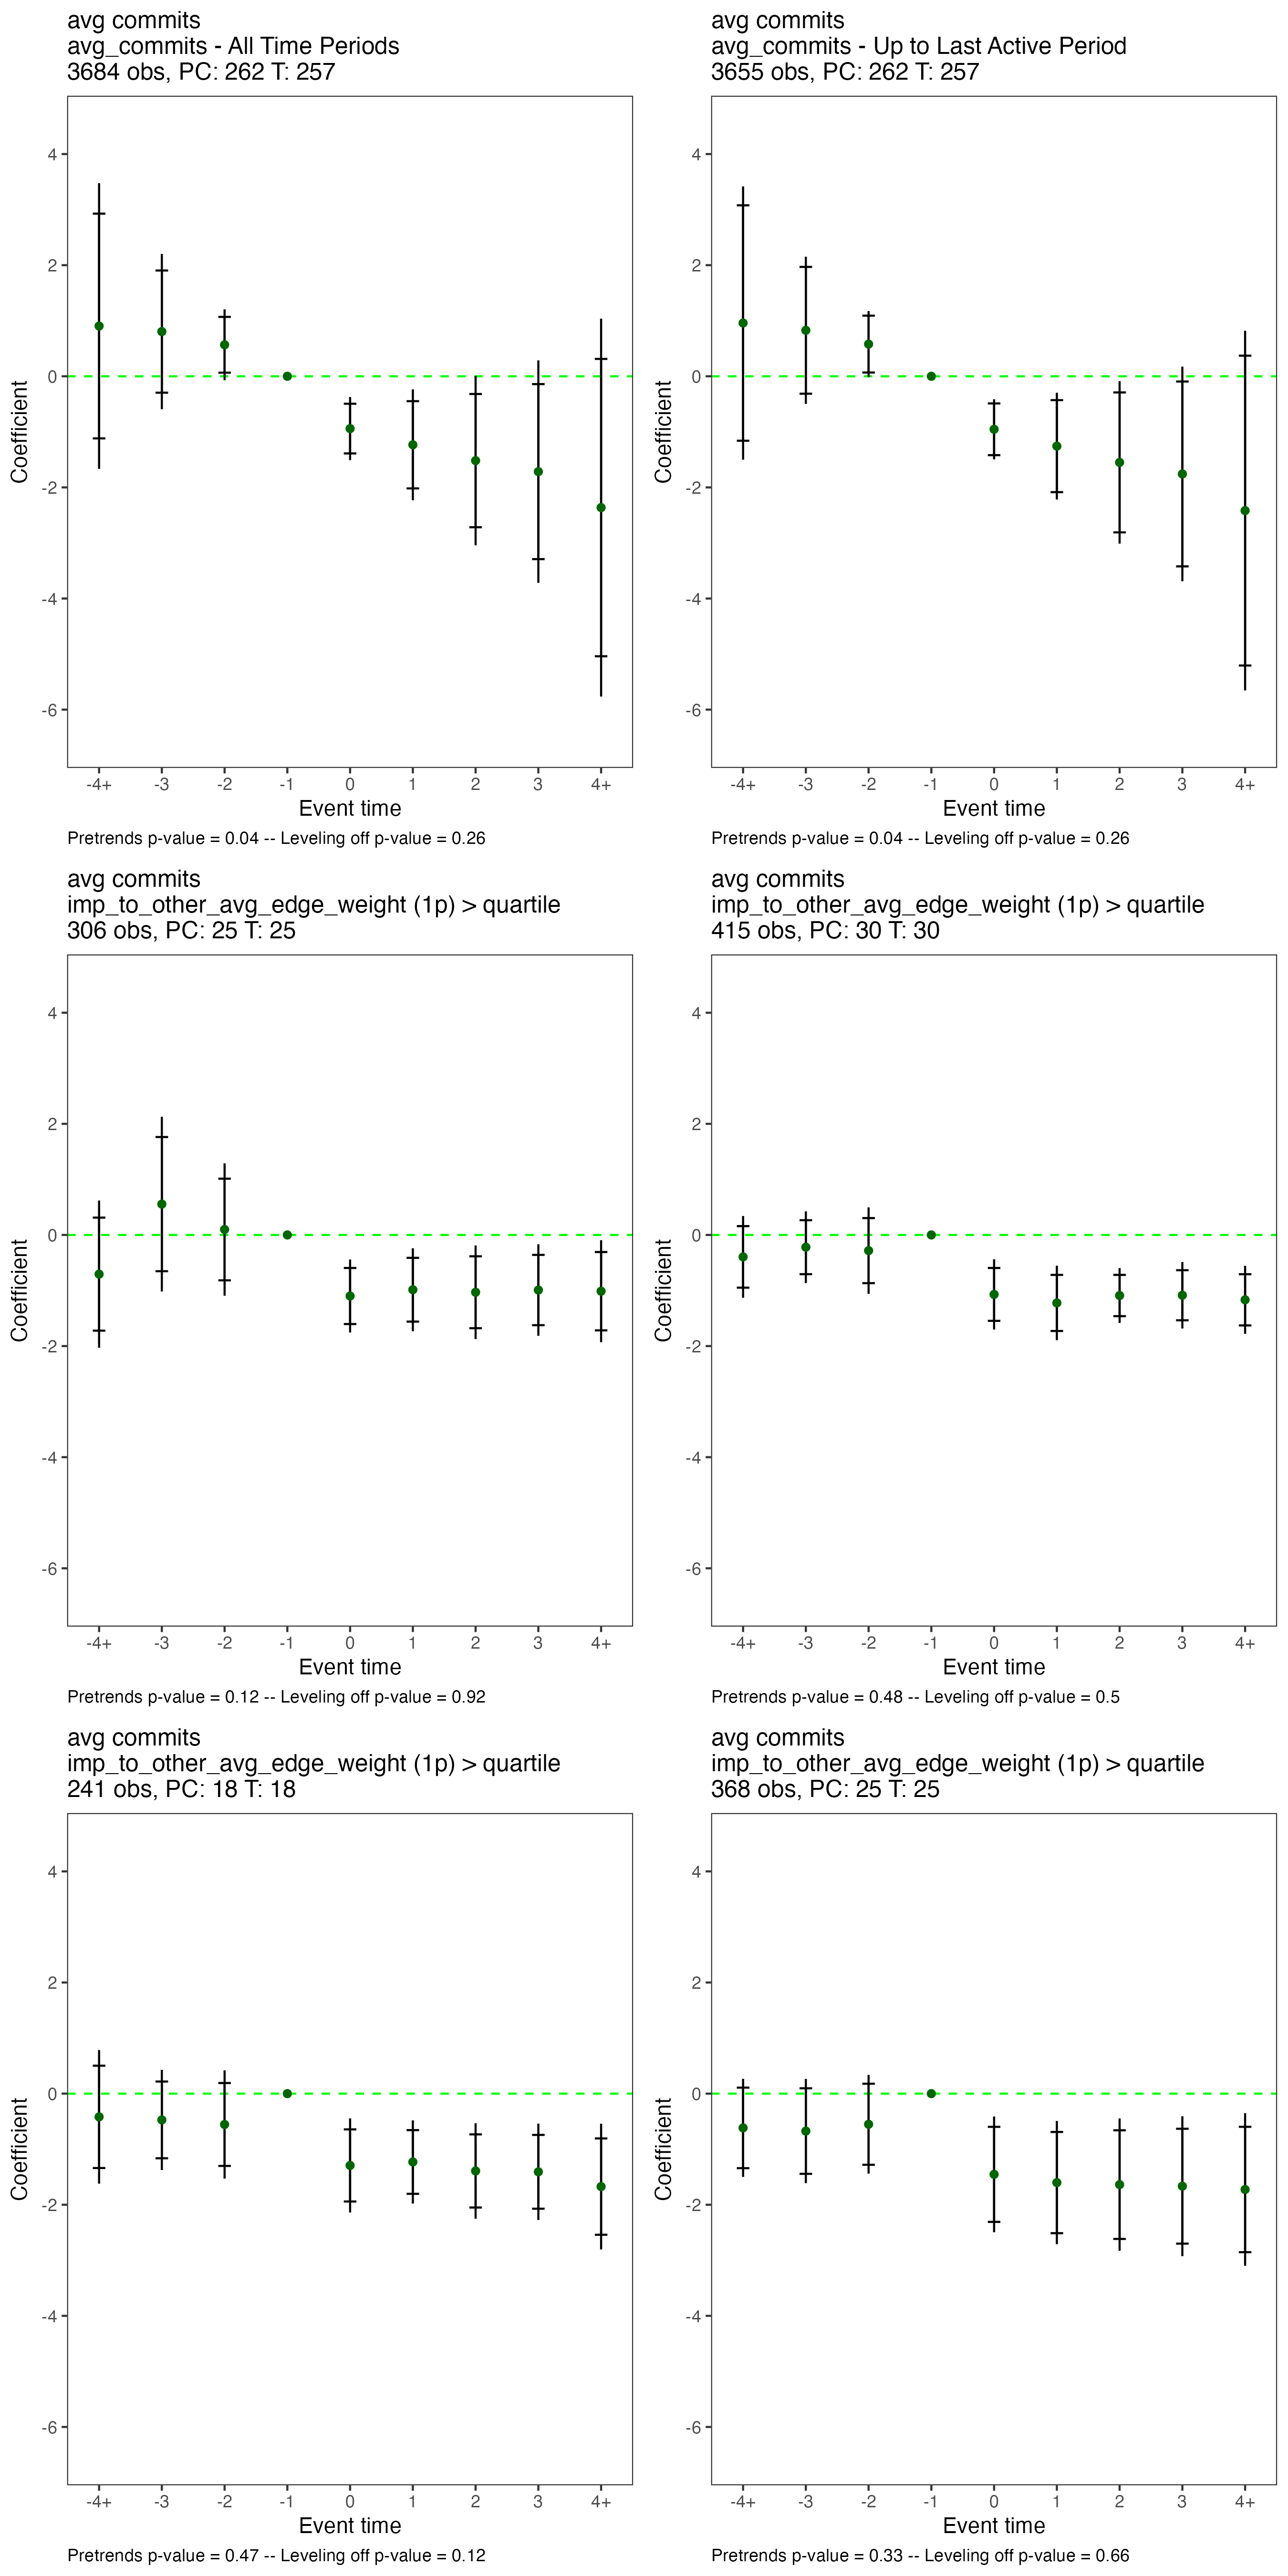 avg commits
avg_commits - All Time Periods
3684 obs, PC: 262 T: 257
4
2
0
-2
-4
-6
Coefficient
-4+ -3 -2 -1 0 1 2 3 4+
Event time
Pretrends p-value = 0.04 -- Leveling off p-value = 0.26
avg commits
avg_commits - Up to Last Active Period
3655 obs, PC: 262 T: 257
4
2
0
-2
-4
-6
Coefficient
-4+ -3 -2 -1 0 1 2 3 4+
Event time
Pretrends p-value = 0.04 -- Leveling off p-value = 0.26
avg commits
imp_to_other_avg_edge_weight (1p) > quartile
306 obs, PC: 25 T: 25
4
2
0
-2
-4
-6
Coefficient
-4+ -3 -2 -1 0 1 2 3 4+
Event time
Pretrends p-value = 0.12 -- Leveling off p-value = 0.92
avg commits
imp_to_other_avg_edge_weight (1p) > quartile
415 obs, PC: 30 T: 30
4
2
0
-2
-4
-6
Coefficient
-4+ -3 -2 -1 0 1 2 3 4+
Event time
Pretrends p-value = 0.48 -- Leveling off p-value = 0.5
avg commits
imp_to_other_avg_edge_weight (1p) > quartile
241 obs, PC: 18 T: 18
4
2
0
-2
-4
-6
Coefficient
-4+ -3 -2 -1 0 1 2 3 4+
Event time
Pretrends p-value = 0.47 -- Leveling off p-value = 0.12
avg commits
imp_to_other_avg_edge_weight (1p) > quartile
368 obs, PC: 25 T: 25
4
2
0
-2
-4
-6
Coefficient
-4+ -3 -2 -1 0 1 2 3 4+
Event time
Pretrends p-value = 0.33 -- Leveling off p-value = 0.66